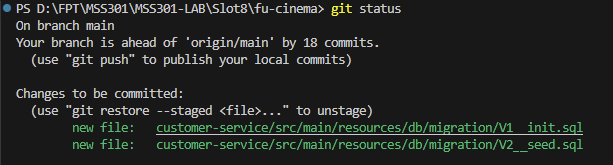 PS D:\FPT\MSS301\MSS301-LAB\Slot8\fu-cinema> git status
On branch main
Your branch is ahead of 'origin/main' by 18 commits.
  (use "git push" to publish your local commits)

Changes to be committed:
  (use "git restore --staged <file>..." to unstage)
        new file:   customer-service/src/main/resources/db/migration/V1__init.sql
        new file:   customer-service/src/main/resources/db/migration/V2__seed.sql